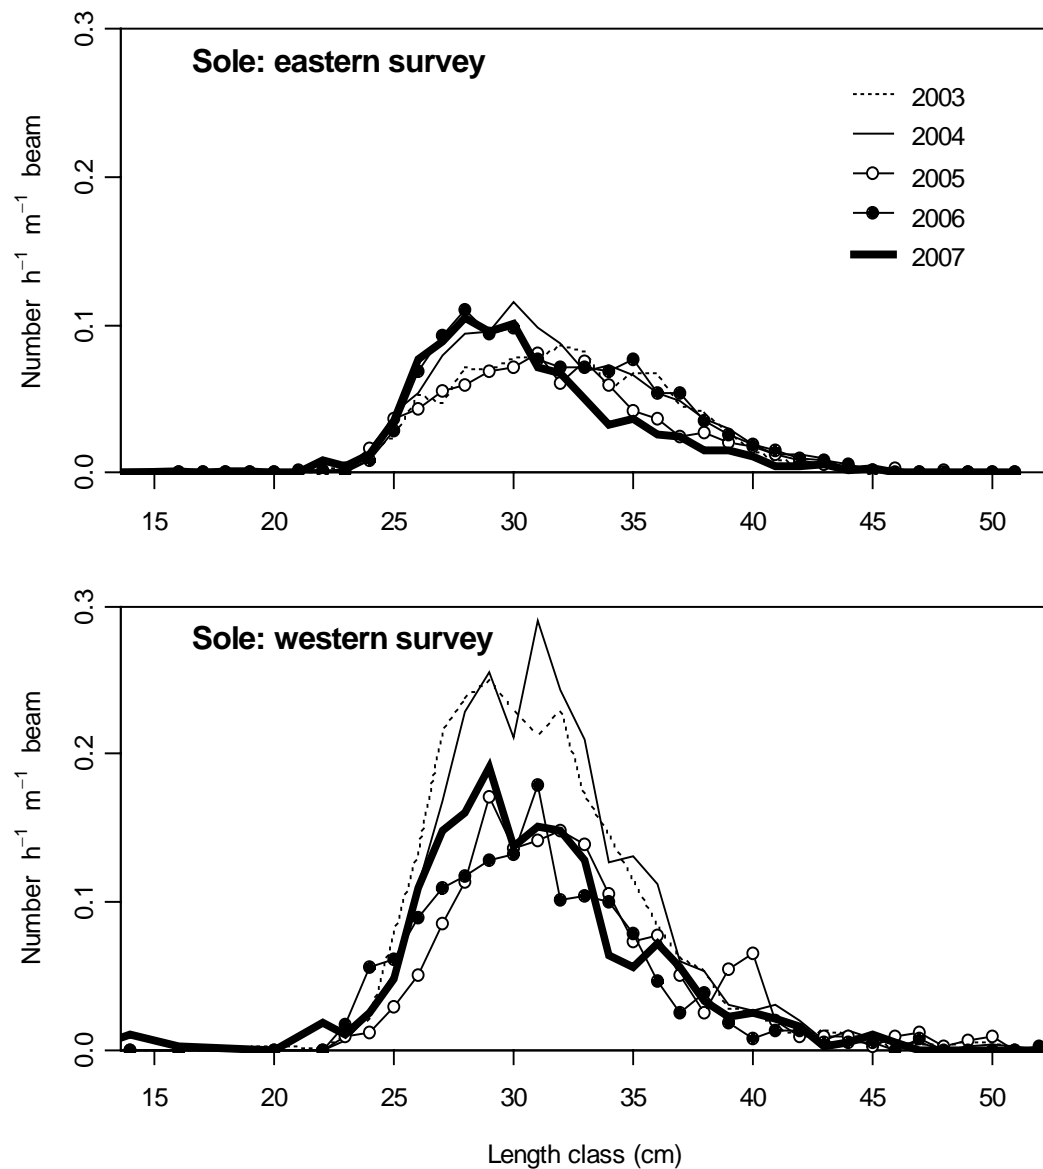 Sole: eastern survey
2003
2004
2005
2006
2007
Number h⁻¹ m⁻¹ beam
0.0 0.1 0.2 0.3
15 20 25 30 35 40 45 50
Sole: western survey
Number h⁻¹ m⁻¹ beam
0.0 0.1 0.2 0.3
15 20 25 30 35 40 45 50
Length class (cm)